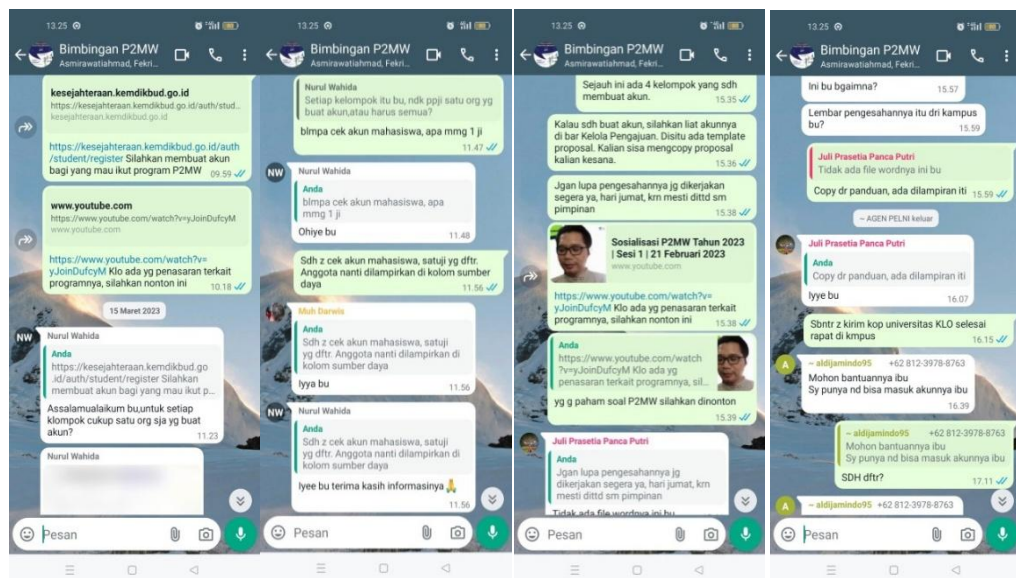 13.25
Bimbingan P2MW
Asmirawatiahmad, Fekri...
kesejahteraan.kemdikbud.go.id
https://kesejahteraan.kemdikbud.go.id/auth/stud...
kesejahteraan.kemdikbud.go.id
https://kesejahteraan.kemdikbud.go.id/auth
/student/register Silahkan membuat akun
bagi yang mau ikut program P2MW 09.59
www.youtube.com
https://www.youtube.com/watch?v=yJoinDufcyM
www.youtube.com
https://www.youtube.com/watch?v=
yJoinDufcyM Klo ada yg penasaran terkait
programnya, silahkan nonton ini 10.18
15 Maret 2023
NW
Nurul Wahida
Anda
https://kesejahteraan.kemdikbud.go
.id/auth/student/register Silahkan
membuat akun bagi yang mau ikut p...
Assalamualaikum bu,untuk setiap
klompok cukup satu org sja yg buat
akun?
11.23
Nurul Wahida
Pesan
13.25
Bimbingan P2MW
Asmirawatiahmad, Fekri...
Nurul Wahida
Setiap kelompok itu bu, ndk ppji satu org yg
buat akun,atau harus semua?
blmpa cek akun mahasiswa, apa mmg 1 ji
11.47
NW
Nurul Wahida
Anda
blmpa cek akun mahasiswa, apa
mmg 1 ji
Ohiye bu
11.48
Sdh z cek akun mahasiswa, satuji yg dftr.
Anggota nanti dilampirkan di kolom sumber
daya
11.56
Muh Darwis
Anda
Sdh z cek akun mahasiswa, satuji
yg dftr. Anggota nanti dilampirkan di
kolom sumber daya
Iyya bu
11.56
NW
Nurul Wahida
Anda
Sdh z cek akun mahasiswa, satuji
yg dftr. Anggota nanti dilampirkan di
kolom sumber daya
Iyee bu terima kasih informasinya 🙏
11.56
Pesan
13.25
Bimbingan P2MW
Asmirawatiahmad, Fekri...
Sejauh ini ada 4 kelompok yang sdh
membuat akun.
15.35
Kalau sdh buat akun, silahkan liat akunnya
di bar Kelola Pengajuan. Disitu ada template
proposal. Kalian sisa mengcopy proposal
kalian kesana.
15.36
Jgan lupa pengesahannya jg dikerjakan
segera ya, hari jumat, krn mesti dittd sm
pimpinan
15.38
Sosialisasi P2MW Tahun 2023
| Sesi 1 | 21 Februari 2023
www.youtube.com
https://www.youtube.com/watch?v=
yJoinDufcyM Klo ada yg penasaran terkait
programnya, silahkan nonton ini
15.38
Anda
https://www.youtube.com/watch
?v=yJoinDufcyM Klo ada yg
penasaran terkait programnya, sil...
yg g paham soal P2MW silahkan dinonton
15.39
Juli Prasetia Panca Putri
Anda
Jgan lupa pengesahannya jg
dikerjakan segera ya, hari jumat, krn
mesti dittd sm pimpinan
Tidak ada file wordnya ini bu
Pesan
13.25
Bimbingan P2MW
Asmirawatiahmad, Fekri...
Ini bu bgaimna?
15.57
Lembar pengesahannya itu dri kampus
bu?
15.59
Juli Prasetia Panca Putri
Tidak ada file wordnya ini bu
Copy dr panduan, ada dilampiran iti 15.59
~ AGEN PELNI keluar
Juli Prasetia Panca Putri
Anda
Copy dr panduan, ada dilampiran iti
Iyye bu
16.07
Sbntr z kirim kop universitas KLO selesai
rapat di kmpus
16.15
A
~ aldijamindo95 +62 812-3978-8763
Mohon bantuannya ibu
Sy punya nd bisa masuk akunnya ibu
16.39
~ aldijamindo95 +62 812-3978-8763
Mohon bantuannya ibu
Sy punya nd bisa masuk akunnya ibu
SDH dftr?
17.11
A
~ aldijamindo95 +62 812-3978-8763
Pesan